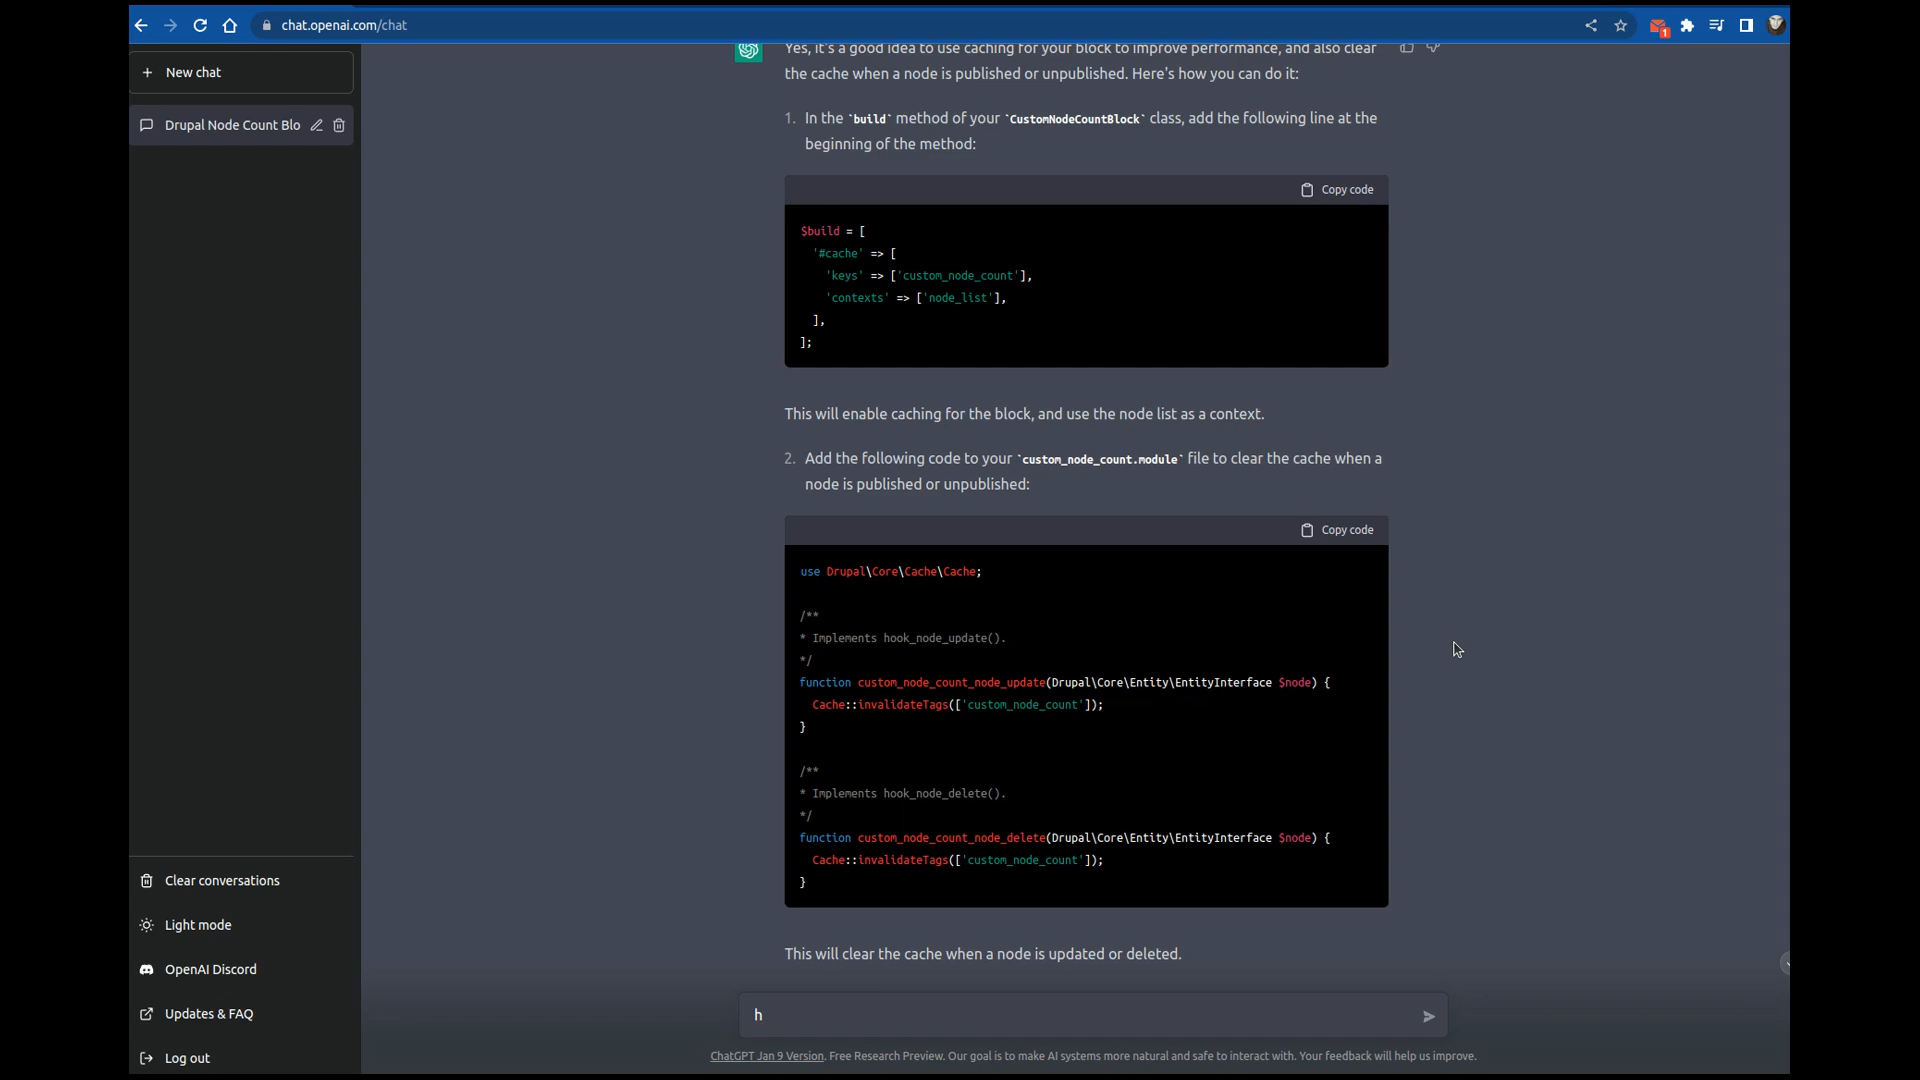 chat.openai.com/chat
1
New chat
Drupal Node Count Blo
Yes, it's a good idea to use caching for your block to improve performance, and also clear
the cache when a node is published or unpublished. Here's how you can do it:
1. In the `build` method of your `CustomNodeCountBlock` class, add the following line at the
beginning of the method:
Copy code
$build = [
'#cache' => [
'keys' => ['custom_node_count'],
'contexts' => ['node_list'],
],
];
This will enable caching for the block, and use the node list as a context.
2. Add the following code to your `custom_node_count.module` file to clear the cache when a
node is published or unpublished:
Copy code
use Drupal\Core\Cache\Cache;
/**
* Implements hook_node_update().
*/
function custom_node_count_node_update(Drupal\Core\Entity\EntityInterface $node) {
Cache::invalidateTags(['custom_node_count']);
}
/**
* Implements hook_node_delete().
*/
function custom_node_count_node_delete(Drupal\Core\Entity\EntityInterface $node) {
Cache::invalidateTags(['custom_node_count']);
}
This will clear the cache when a node is updated or deleted.
Clear conversations
Light mode
OpenAI Discord
Updates & FAQ
Log out
h
ChatGPT Jan 9 Version. Free Research Preview. Our goal is to make AI systems more natural and safe to interact with. Your feedback will help us improve.